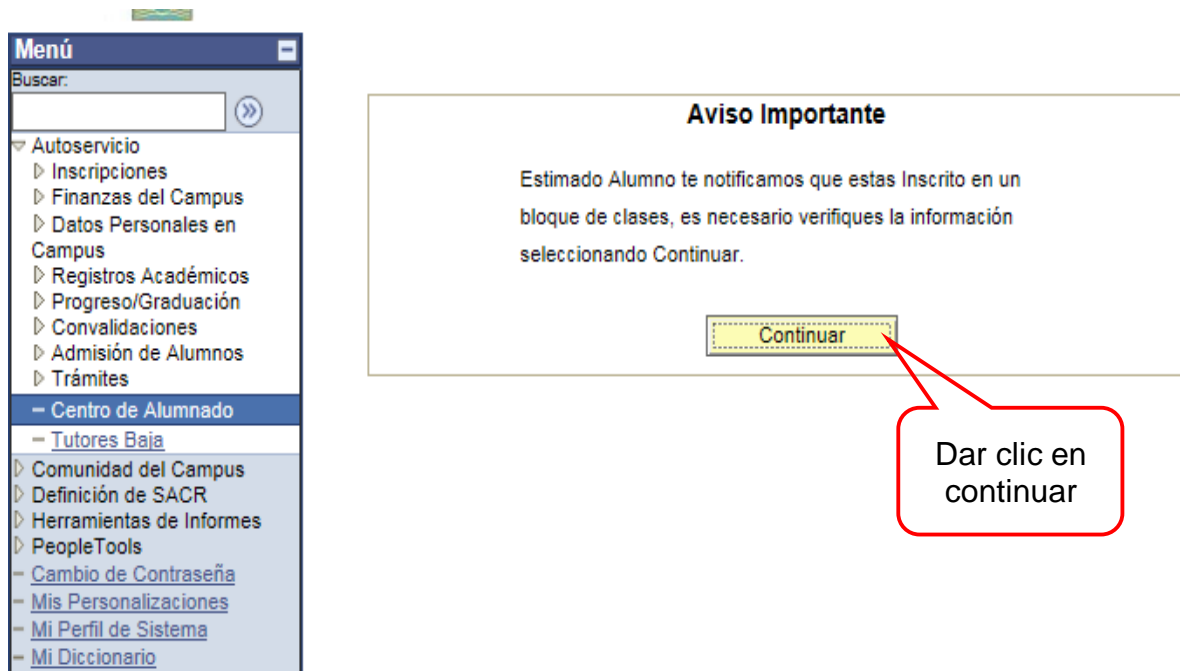 Menú
Buscar:
Autoservicio
Inscripciones
Finanzas del Campus
Datos Personales en
Campus
Registros Académicos
Progreso/Graduación
Convalidaciones
Admisión de Alumnos
Trámites
Centro de Alumnado
Tutores Baja
Comunidad del Campus
Definición de SACR
Herramientas de Informes
PeopleTools
Cambio de Contraseña
Mis Personalizaciones
Mi Perfil de Sistema
Mi Diccionario
Aviso Importante
Estimado Alumno te notificamos que estas Inscrito en un
bloque de clases, es necesario verifiques la información
seleccionando Continuar.
Continuar
Dar clic en
continuar